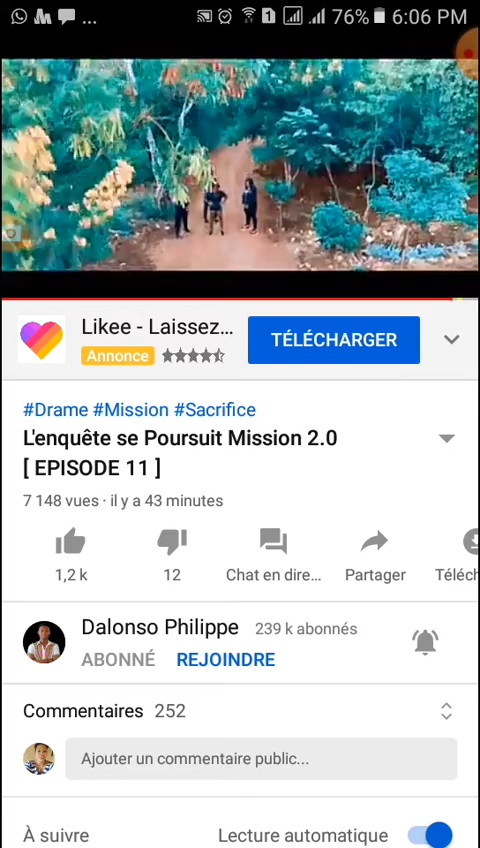 ... 1 76% 6:06 PM
Likee - Laissez...
Annonce
TÉLÉCHARGER
#Drame #Mission #Sacrifice
L'enquête se Poursuit Mission 2.0
[ EPISODE 11 ]
7 148 vues · il y a 43 minutes
1,2 k
12
Chat en dire...
Partager
Téléch
Dalonso Philippe 239 k abonnés
ABONNÉ REJOINDRE
Commentaires 252
Ajouter un commentaire public...
À suivre
Lecture automatique